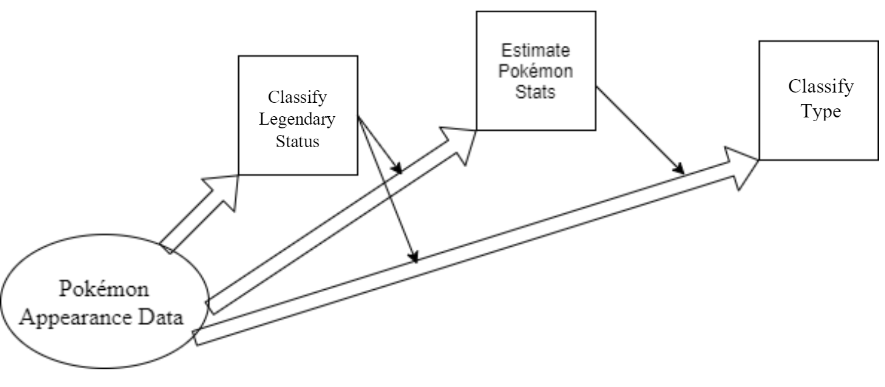 Classify
Legendary
Status
Estimate
Pokémon
Stats
Classify
Type
Pokémon
Appearance Data